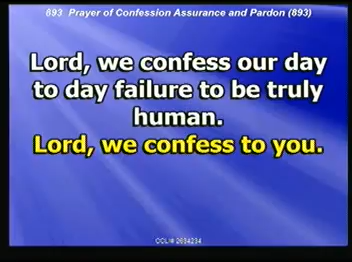 893 Prayer of Confession Assurance and Pardon (893)
Lord, we confess our day
to day failure to be truly
human.
Lord, we confess to you.
CCLI# 2634234